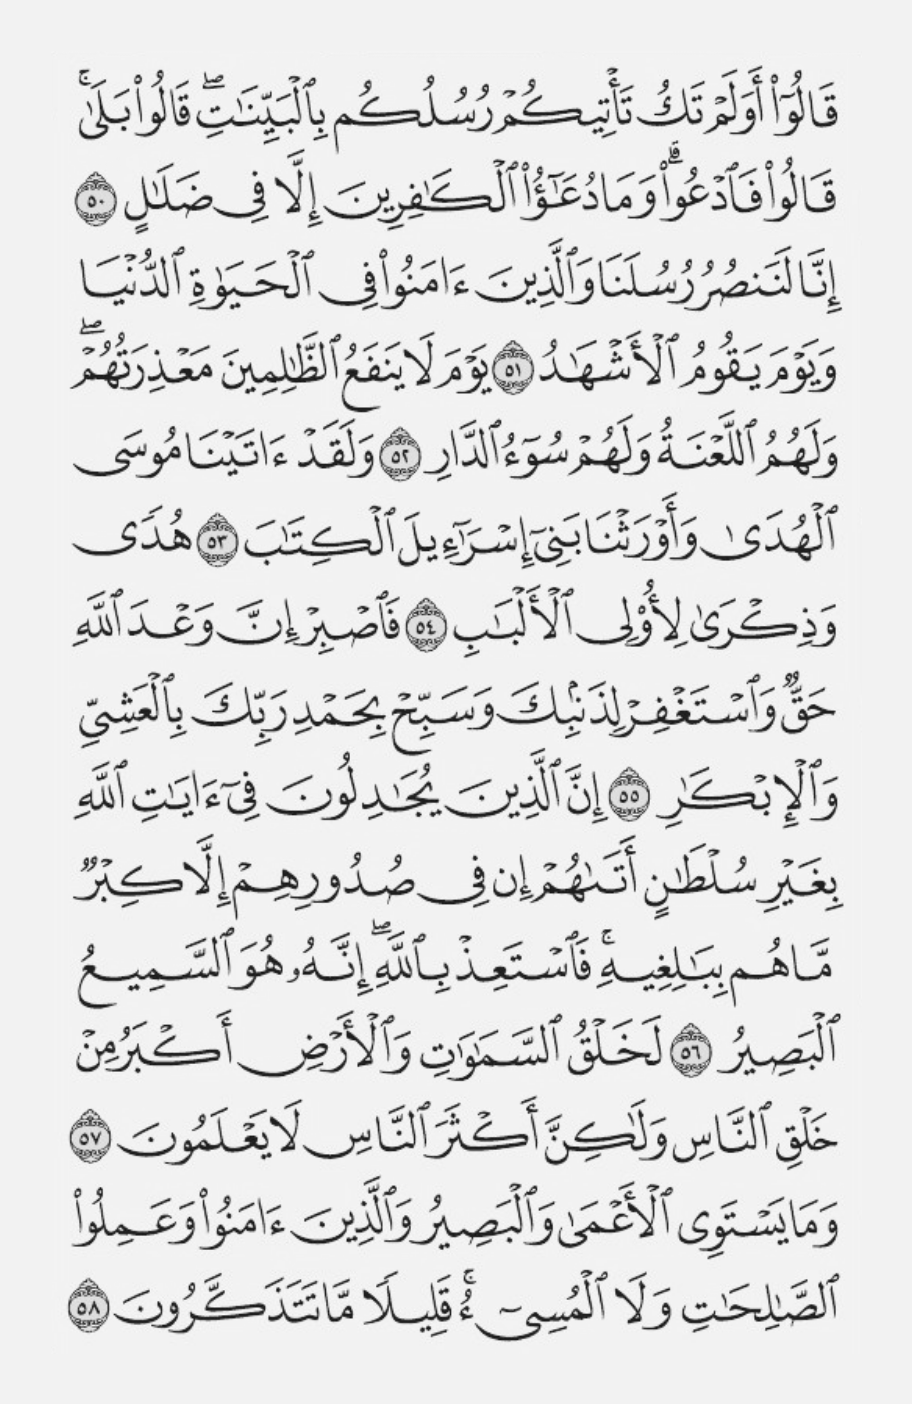 قَالُوٓاْ أَوَلَمۡ تَكُ تَأۡتِيكُمۡ رُسُلُكُم بِٱلۡبَيِّنَٰتِۖ قَالُواْ بَلَىٰۚ
قَالُواْ فَٱدۡعُواْۗ وَمَا دُعَٰٓؤُاْ ٱلۡكَٰفِرِينَ إِلَّا فِي ضَلَٰلٍ ٥٠
إِنَّا لَنَنصُرُ رُسُلَنَا وَٱلَّذِينَ ءَامَنُواْ فِي ٱلۡحَيَوٰةِ ٱلدُّنۡيَا
وَيَوۡمَ يَقُومُ ٱلۡأَشۡهَٰدُ ٥١ يَوۡمَ لَا يَنفَعُ ٱلظَّٰلِمِينَ مَعۡذِرَتُهُمۡۖ
وَلَهُمُ ٱللَّعۡنَةُ وَلَهُمۡ سُوٓءُ ٱلدَّارِ ٥٢ وَلَقَدۡ ءَاتَيۡنَا مُوسَى
ٱلۡهُدَىٰ وَأَوۡرَثۡنَا بَنِيٓ إِسۡرَٰٓءِيلَ ٱلۡكِتَٰبَ ٥٣ هُدٗى
وَذِكۡرَىٰ لِأُوْلِي ٱلۡأَلۡبَٰبِ ٥٤ فَٱصۡبِرۡ إِنَّ وَعۡدَ ٱللَّهِ
حَقّٞ وَٱسۡتَغۡفِرۡ لِذَنۢبِكَ وَسَبِّحۡ بِحَمۡدِ رَبِّكَ بِٱلۡعَشِيِّ
وَٱلۡإِبۡكَٰرِ ٥٥ إِنَّ ٱلَّذِينَ يُجَٰدِلُونَ فِيٓ ءَايَٰتِ ٱللَّهِ
بِغَيۡرِ سُلۡطَٰنٍ أَتَىٰهُمۡ إِن فِي صُدُورِهِمۡ إِلَّا كِبۡرٞ
مَّا هُم بِبَٰلِغِيهِۚ فَٱسۡتَعِذۡ بِٱللَّهِۖ إِنَّهُۥ هُوَ ٱلسَّمِيعُ
ٱلۡبَصِيرُ ٥٦ لَخَلۡقُ ٱلسَّمَٰوَٰتِ وَٱلۡأَرۡضِ أَكۡبَرُ مِنۡ
خَلۡقِ ٱلنَّاسِ وَلَٰكِنَّ أَكۡثَرَ ٱلنَّاسِ لَا يَعۡلَمُونَ ٥٧
وَمَا يَسۡتَوِي ٱلۡأَعۡمَىٰ وَٱلۡبَصِيرُ وَٱلَّذِينَ ءَامَنُواْ وَعَمِلُواْ
ٱلصَّٰلِحَٰتِ وَلَا ٱلۡمُسِيٓءُۚ قَلِيلٗا مَّا تَتَذَكَّرُونَ ٥٨